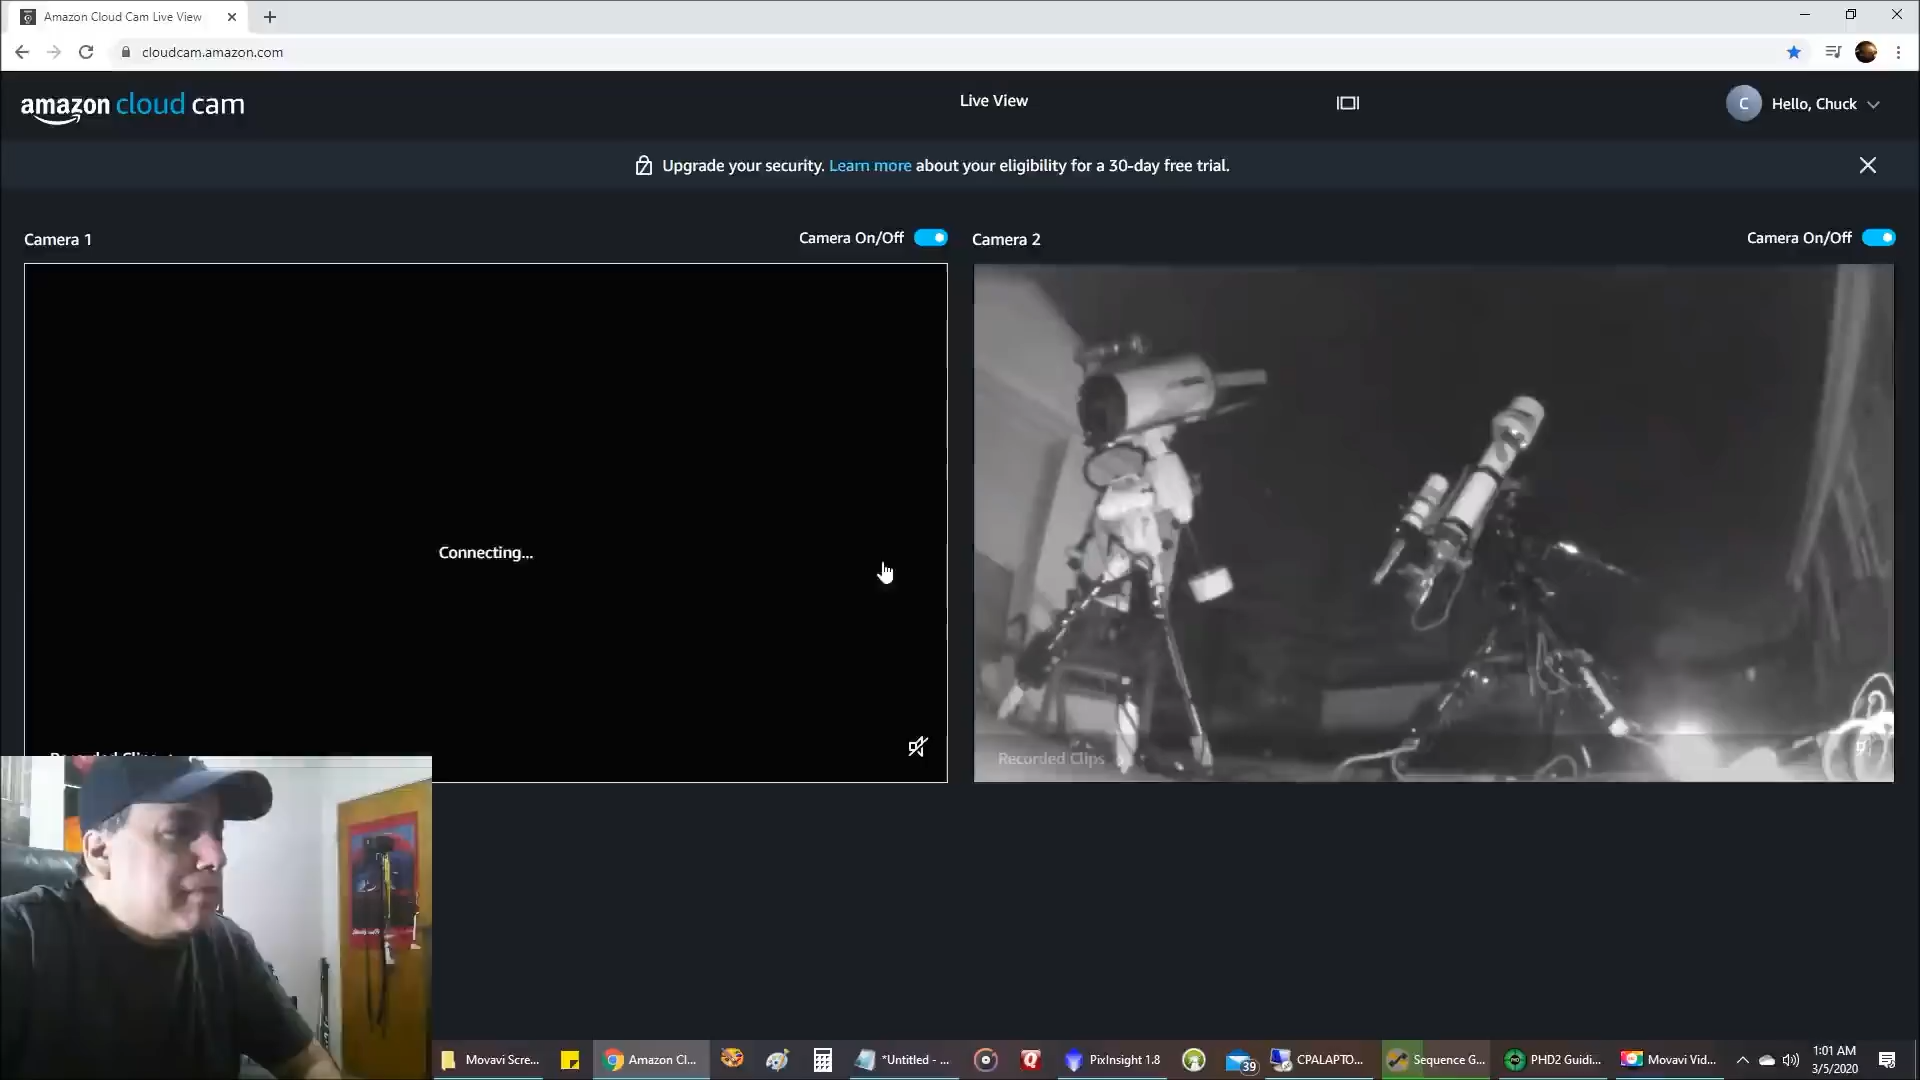 Amazon Cloud Cam Live View
cloudcam.amazon.com
amazon cloud cam
Live View
C
Hello, Chuck
Upgrade your security. Learn more about your eligibility for a 30-day free trial.
Camera 1
Camera On/Off
Camera 2
Camera On/Off
Connecting...
Recorded Clips
Recorded Clips
Movavi Scre...
Amazon Cl...
*Untitled - ...
PixInsight 1.8
39
CPALAPTO...
Sequence G...
PHD2 Guidi...
Movavi Vid...
1:01 AM
3/5/2020